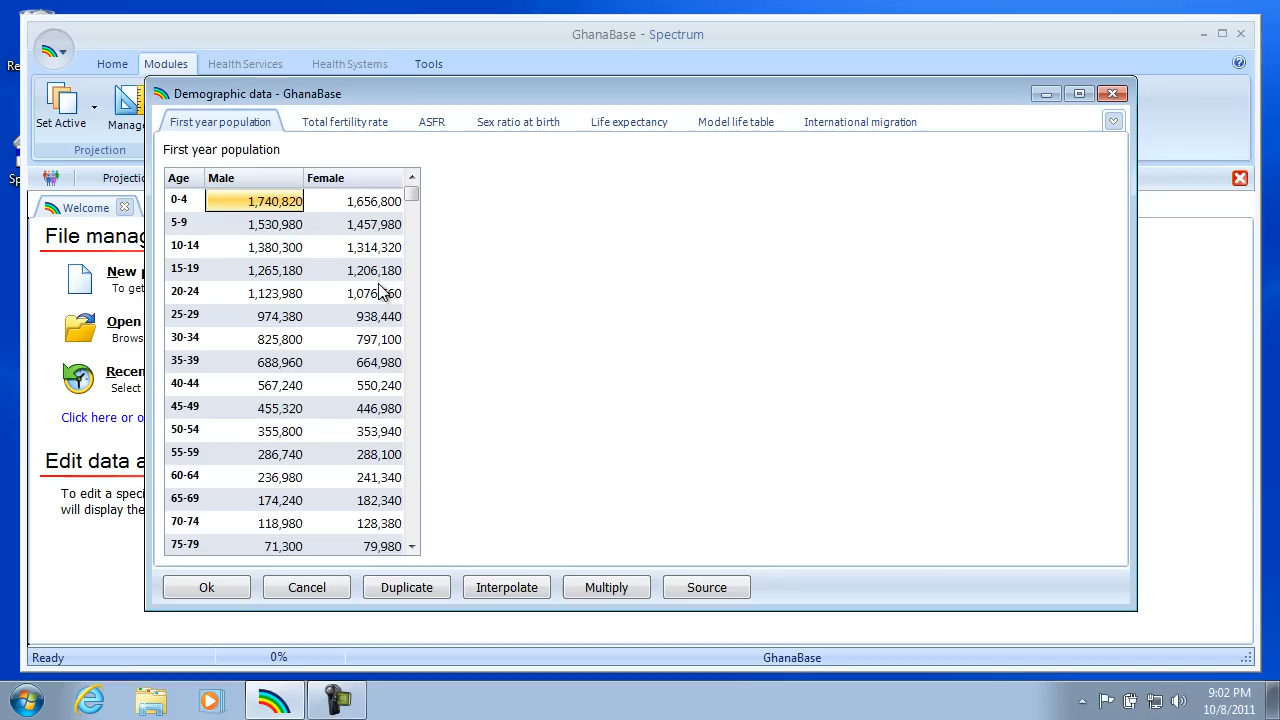 GhanaBase - Spectrum
Home Modules Health Services Health Systems Tools
Set Active
Projection
Demographic data - GhanaBase
First year population Total fertility rate ASFR Sex ratio at birth Life expectancy Model life table International migration
First year population
Age Male Female
0-4 1,740,820 1,656,800
5-9 1,530,980 1,457,980
10-14 1,380,300 1,314,320
15-19 1,265,180 1,206,180
20-24 1,123,980
25-29 974,380 938,440
30-34 825,800 797,100
35-39 688,960 664,980
40-44 567,240 550,240
45-49 455,320 446,980
50-54 355,800 353,940
55-59 286,740 288,100
60-64 236,980 241,340
65-69 174,240 182,340
70-74 118,980 128,380
75-79 71,300 79,980
Ok Cancel Duplicate Interpolate Multiply Source
Welcome
File
New
To
Open
Brows
Recen
Select
Click here or o
Edit data
To edit a
will display
Ready 0% GhanaBase
9:02 PM
10/8/2011